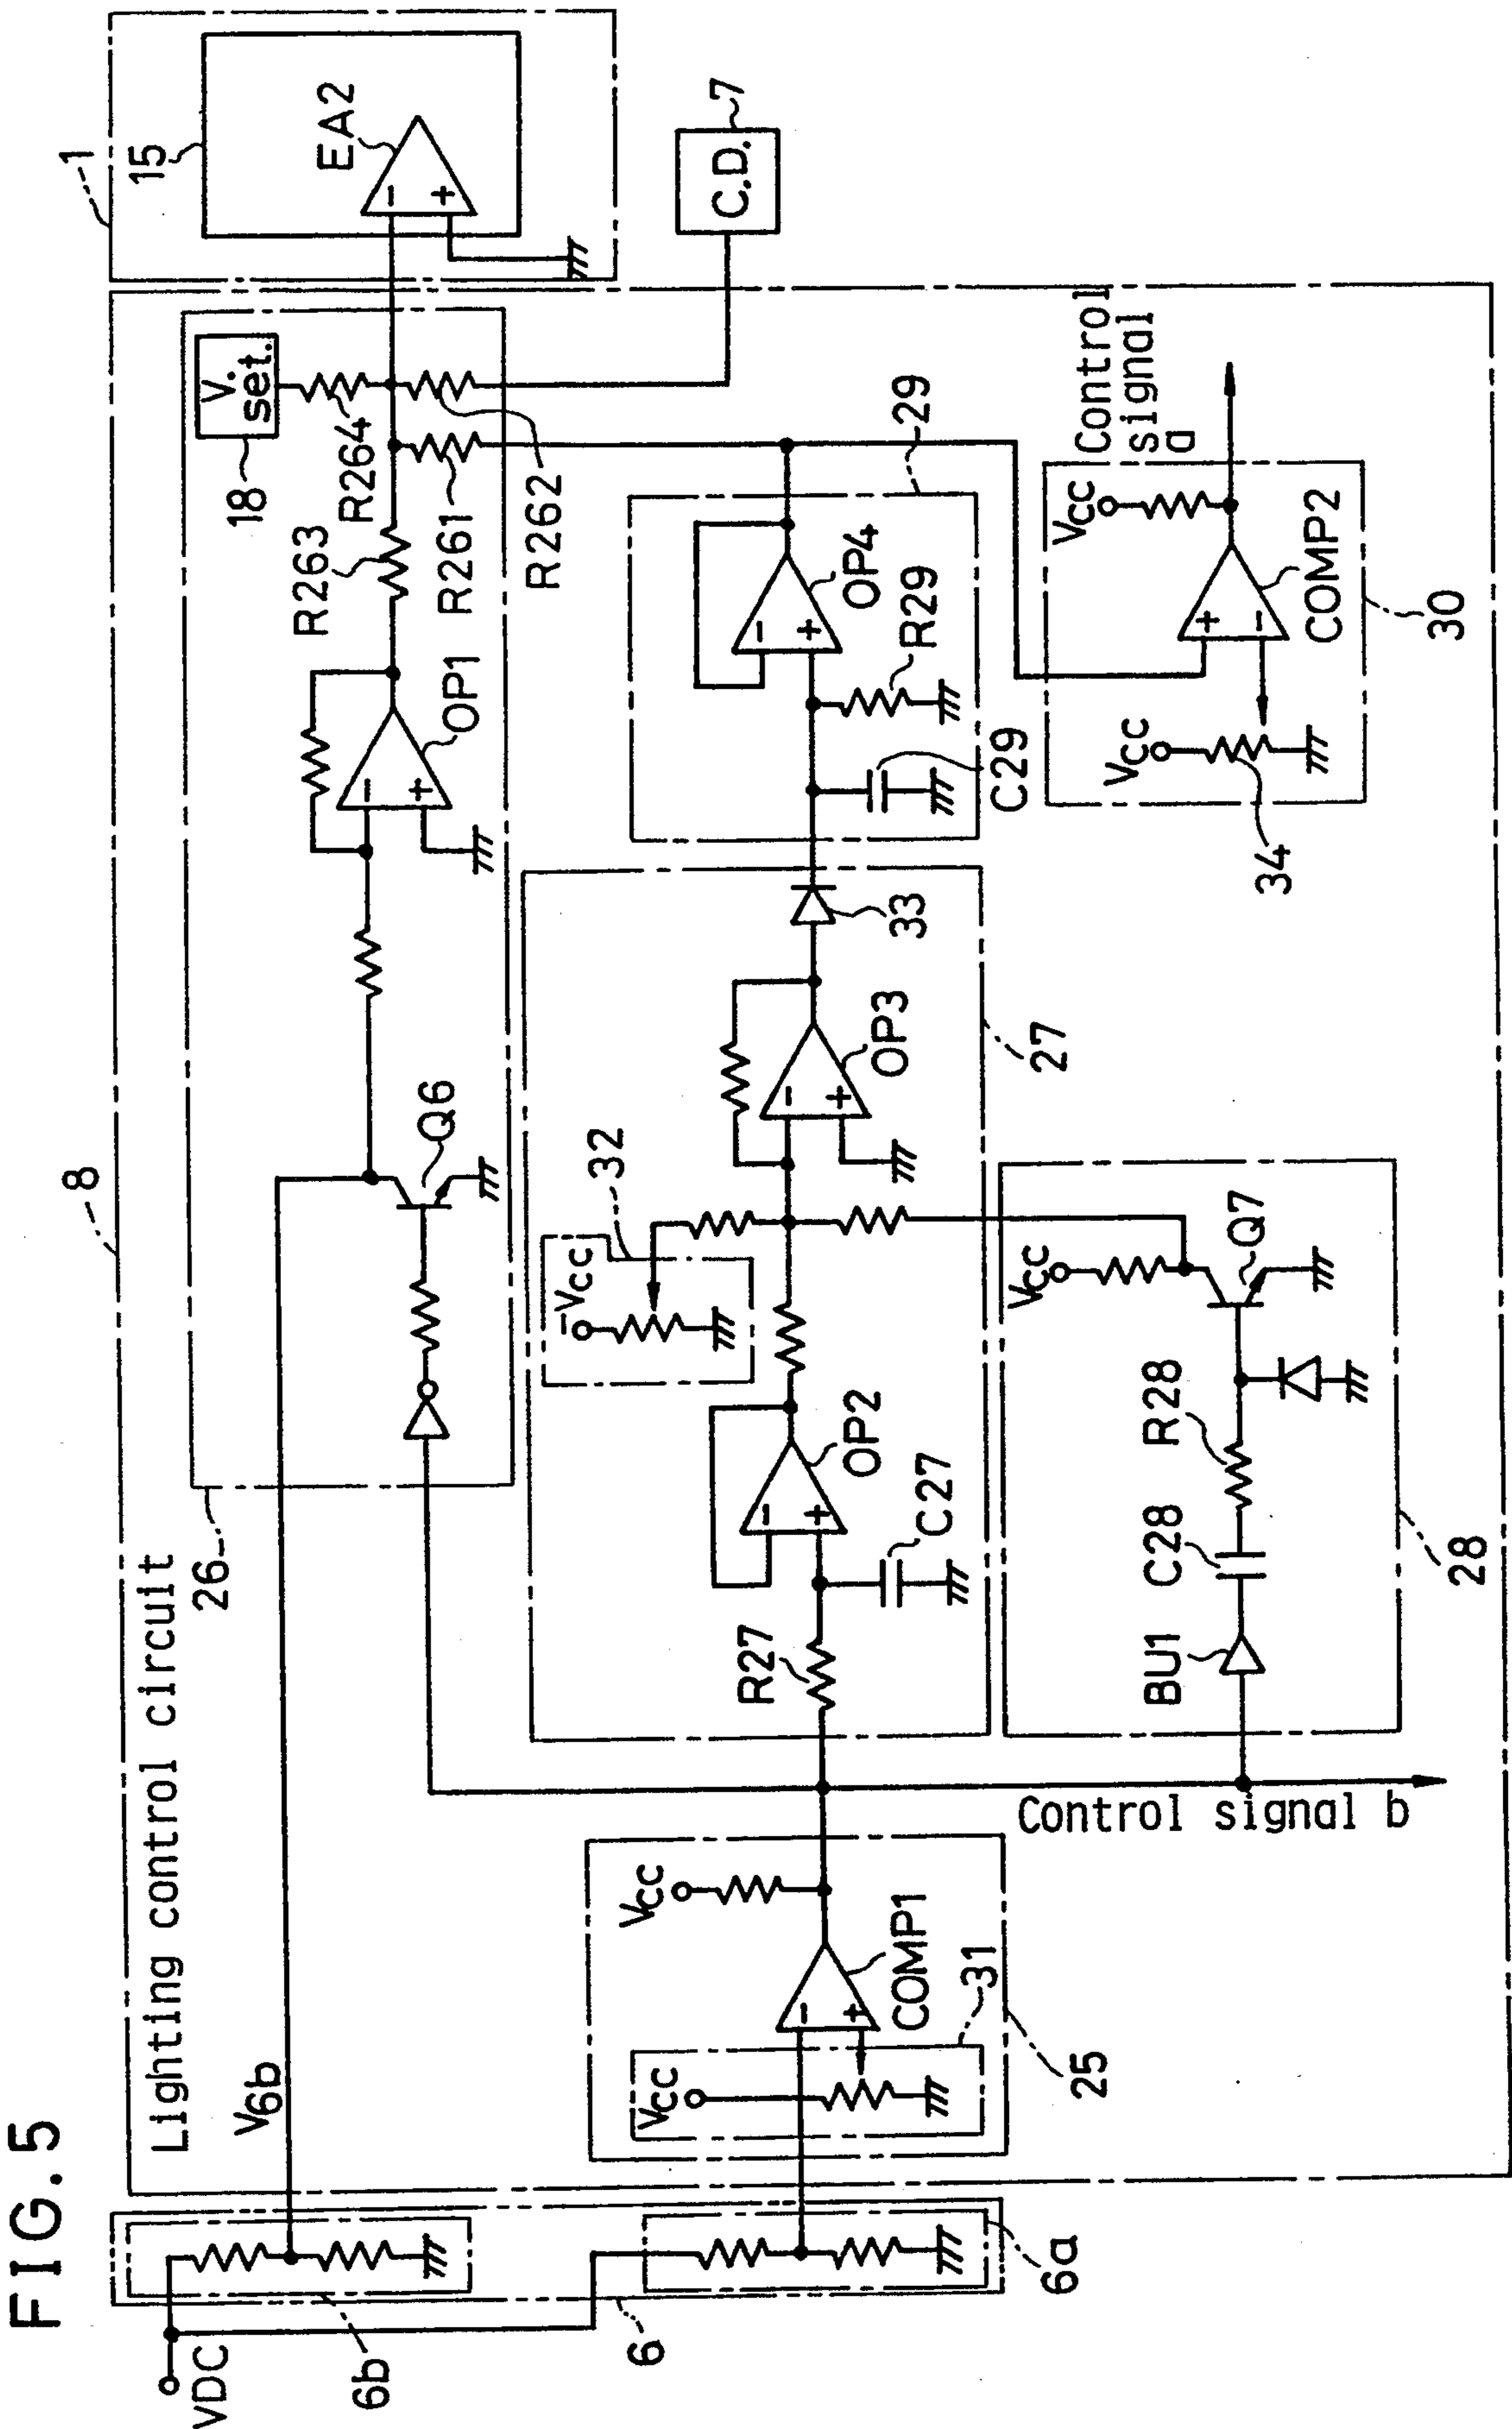 FIG.5
Lighting control circuit
8
1
15
EA2
V.
set.
18
R264
R263
R261
R262
C.D.
7
OP1
Q6
26
V6b
VDC
6b
6
6a
Vcc
31
25
COMP1
Vcc
R27
C27
OP2
-Vcc
32
OP3
27
33
C29
R29
OP4
29
Vcc
34
Vcc
COMP2
30
Control
signal
a
Control signal b
BU1
C28
R28
Vcc
Q7
28